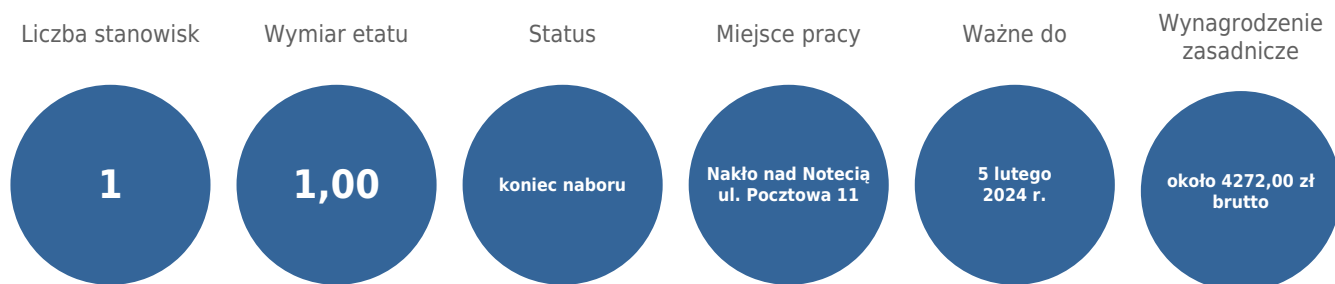 Liczba stanowisk
1
Wymiar etatu
1,00
Status
koniec naboru
Miejsce pracy
Nakło nad Notecią
ul. Pocztowa 11
Ważne do
5 lutego
2024 r.
Wynagrodzenie
zasadnicze
około 4272,00 zł
brutto